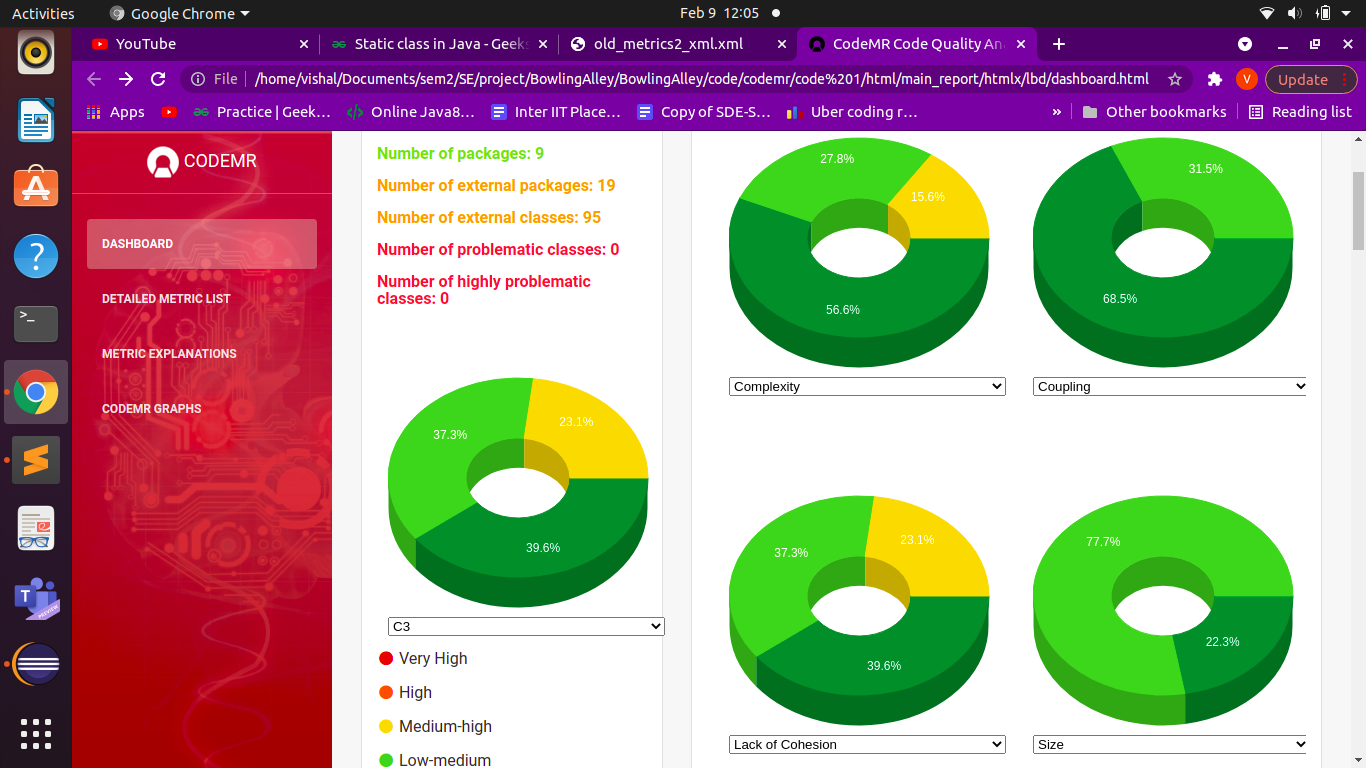 Activities
Google Chrome
Feb 9 12:05
YouTube
Static class in Java - Geeks
old_metrics2_xml.xml
CodeMR Code Quality Ana
File
/home/vishal/Documents/sem2/SE/project/BowlingAlley/BowlingAlley/code/codemr/code%201/html/main_report/htmlx/lbd/dashboard.html
V
Update
Apps
Practice | Geek…
Online Java8…
Inter IIT Place…
Copy of SDE-S…
Uber coding r…
»
Other bookmarks
Reading list
CODEMR
DASHBOARD
DETAILED METRIC LIST
METRIC EXPLANATIONS
CODEMR GRAPHS
Number of packages: 9
Number of external packages: 19
Number of external classes: 95
Number of problematic classes: 0
Number of highly problematic
classes: 0
37.3%
23.1%
39.6%
C3
Very High
High
Medium-high
Low-medium
27.8%
15.6%
56.6%
Complexity
31.5%
68.5%
Coupling
37.3%
23.1%
39.6%
Lack of Cohesion
77.7%
22.3%
Size